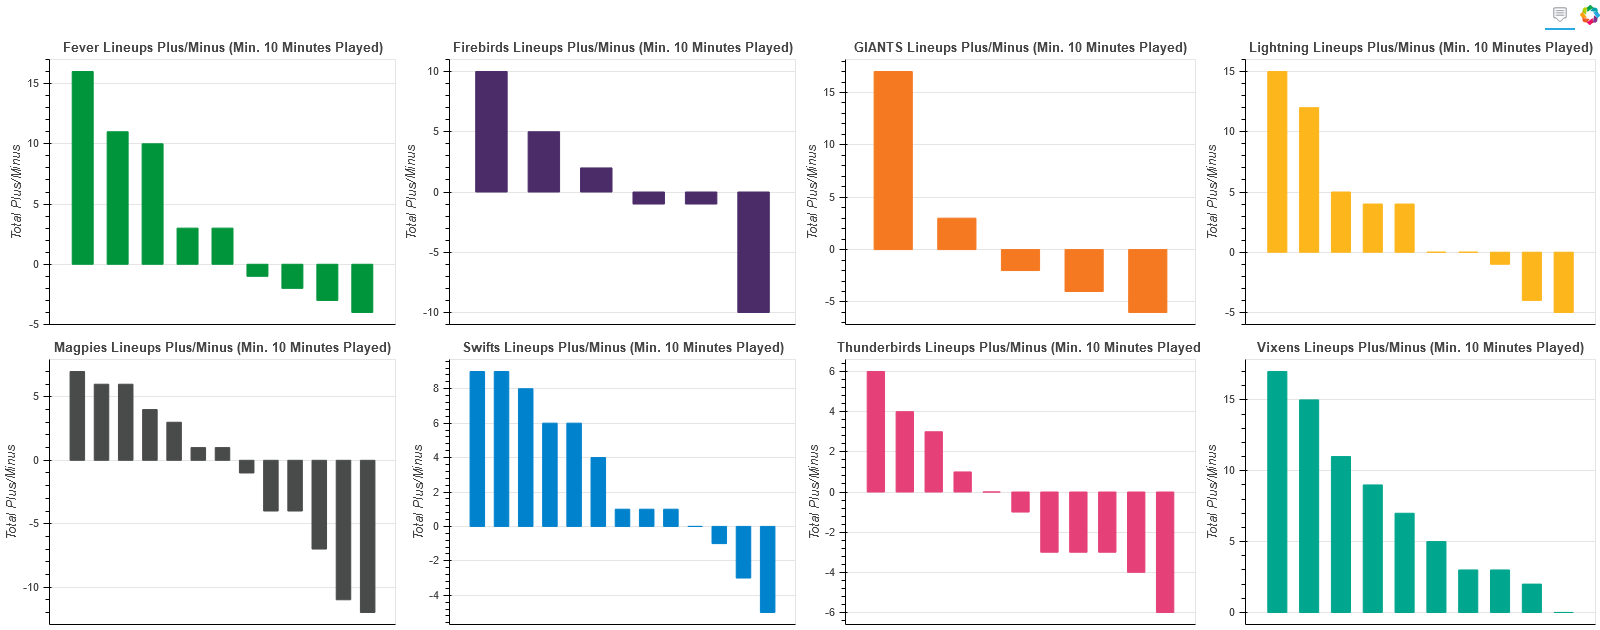 Fever Lineups Plus/Minus (Min. 10 Minutes Played)
Total Plus/Minus
15
10
5
0
-5
Firebirds Lineups Plus/Minus (Min. 10 Minutes Played)
Total Plus/Minus
10
5
0
-5
-10
GIANTS Lineups Plus/Minus (Min. 10 Minutes Played)
Total Plus/Minus
15
10
5
0
-5
Lightning Lineups Plus/Minus (Min. 10 Minutes Played)
Total Plus/Minus
15
10
5
0
-5
Magpies Lineups Plus/Minus (Min. 10 Minutes Played)
Total Plus/Minus
5
0
-5
-10
Swifts Lineups Plus/Minus (Min. 10 Minutes Played)
Total Plus/Minus
8
6
4
2
0
-2
-4
Thunderbirds Lineups Plus/Minus (Min. 10 Minutes Played
Total Plus/Minus
6
4
2
0
-2
-4
-6
Vixens Lineups Plus/Minus (Min. 10 Minutes Played)
Total Plus/Minus
15
10
5
0